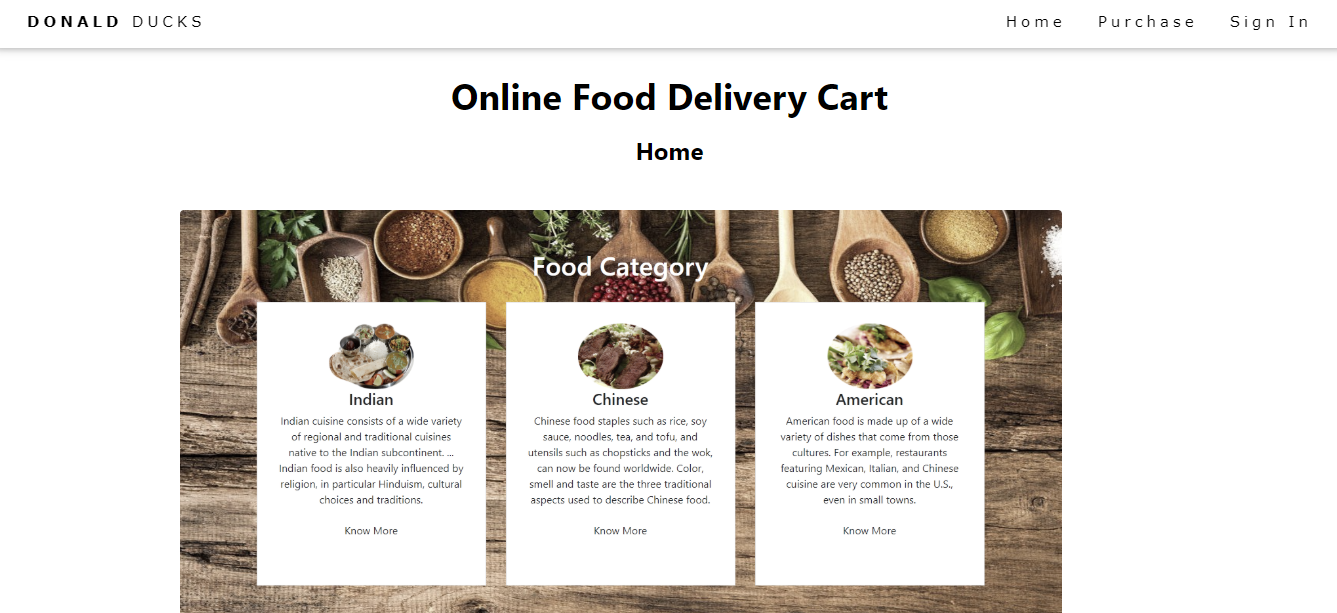 DONALD DUCKS
Home Purchase Sign In
Online Food Delivery Cart
Home
Food Category
Indian
Indian cuisine consists of a wide variety
of regional and traditional cuisines
native to the Indian subcontinent. ...
Indian food is also heavily influenced by
religion, in particular Hinduism, cultural
choices and traditions.
Know More
Chinese
Chinese food staples such as rice, soy
sauce, noodles, tea, and tofu, and
utensils such as chopsticks and the wok,
can now be found worldwide. Color,
smell and taste are the three traditional
aspects used to describe Chinese food.
Know More
American
American food is made up of a wide
variety of dishes that come from those
cultures. For example, restaurants
featuring Mexican, Italian, and Chinese
cuisine are very common in the U.S.,
even in small towns.
Know More